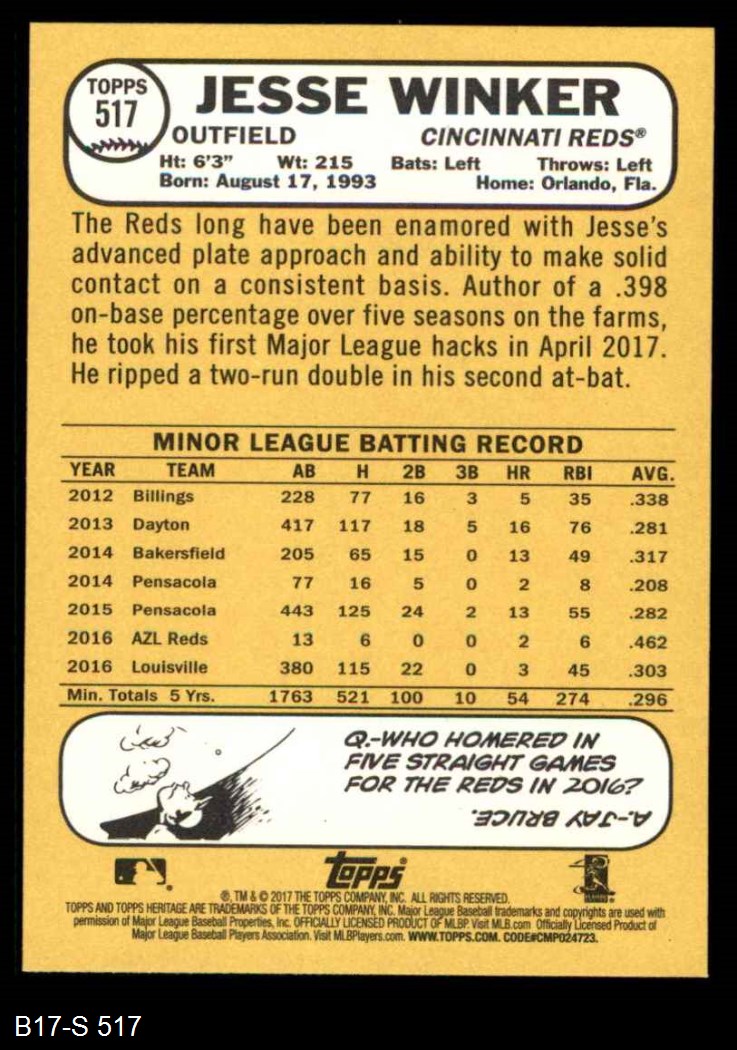 TOPPS
517
JESSE WINKER
OUTFIELD CINCINNATI REDS®
Ht: 6'3" Wt: 215 Bats: Left Throws: Left
Born: August 17, 1993 Home: Orlando, Fla.
The Reds long have been enamored with Jesse's
advanced plate approach and ability to make solid
contact on a consistent basis. Author of a .398
on-base percentage over five seasons on the farms,
he took his first Major League hacks in April 2017.
He ripped a two-run double in his second at-bat.
MINOR LEAGUE BATTING RECORD
YEAR TEAM AB H 2B 3B HR RBI AVG.
2012 Billings 228 77 16 3 5 35 .338
2013 Dayton 417 117 18 5 16 76 .281
2014 Bakersfield 205 65 15 0 13 49 .317
2014 Pensacola 77 16 5 0 2 8 .208
2015 Pensacola 443 125 24 2 13 55 .282
2016 AZL Reds 13 6 0 0 2 6 .462
2016 Louisville 380 115 22 0 3 45 .303
Min. Totals 5 Yrs. 1763 521 100 10 54 274 .296
Q.-WHO HOMERED IN
FIVE STRAIGHT GAMES
FOR THE REDS IN 2016?
A.-JAY BRUCE.
topps®
®, TM & © 2017 THE TOPPS COMPANY, INC. ALL RIGHTS RESERVED.
TOPPS AND TOPPS HERITAGE ARE TRADEMARKS OF THE TOPPS COMPANY, INC. Major League Baseball trademarks and copyrights are used with
permission of Major League Baseball Properties, Inc. OFFICIALLY LICENSED PRODUCT OF MLBP. Visit MLB.com Officially Licensed Product of
Major League Baseball Players Association. Visit MLBPlayers.com. WWW.TOPPS.COM. CODE#CMP024723.
B17-S 517